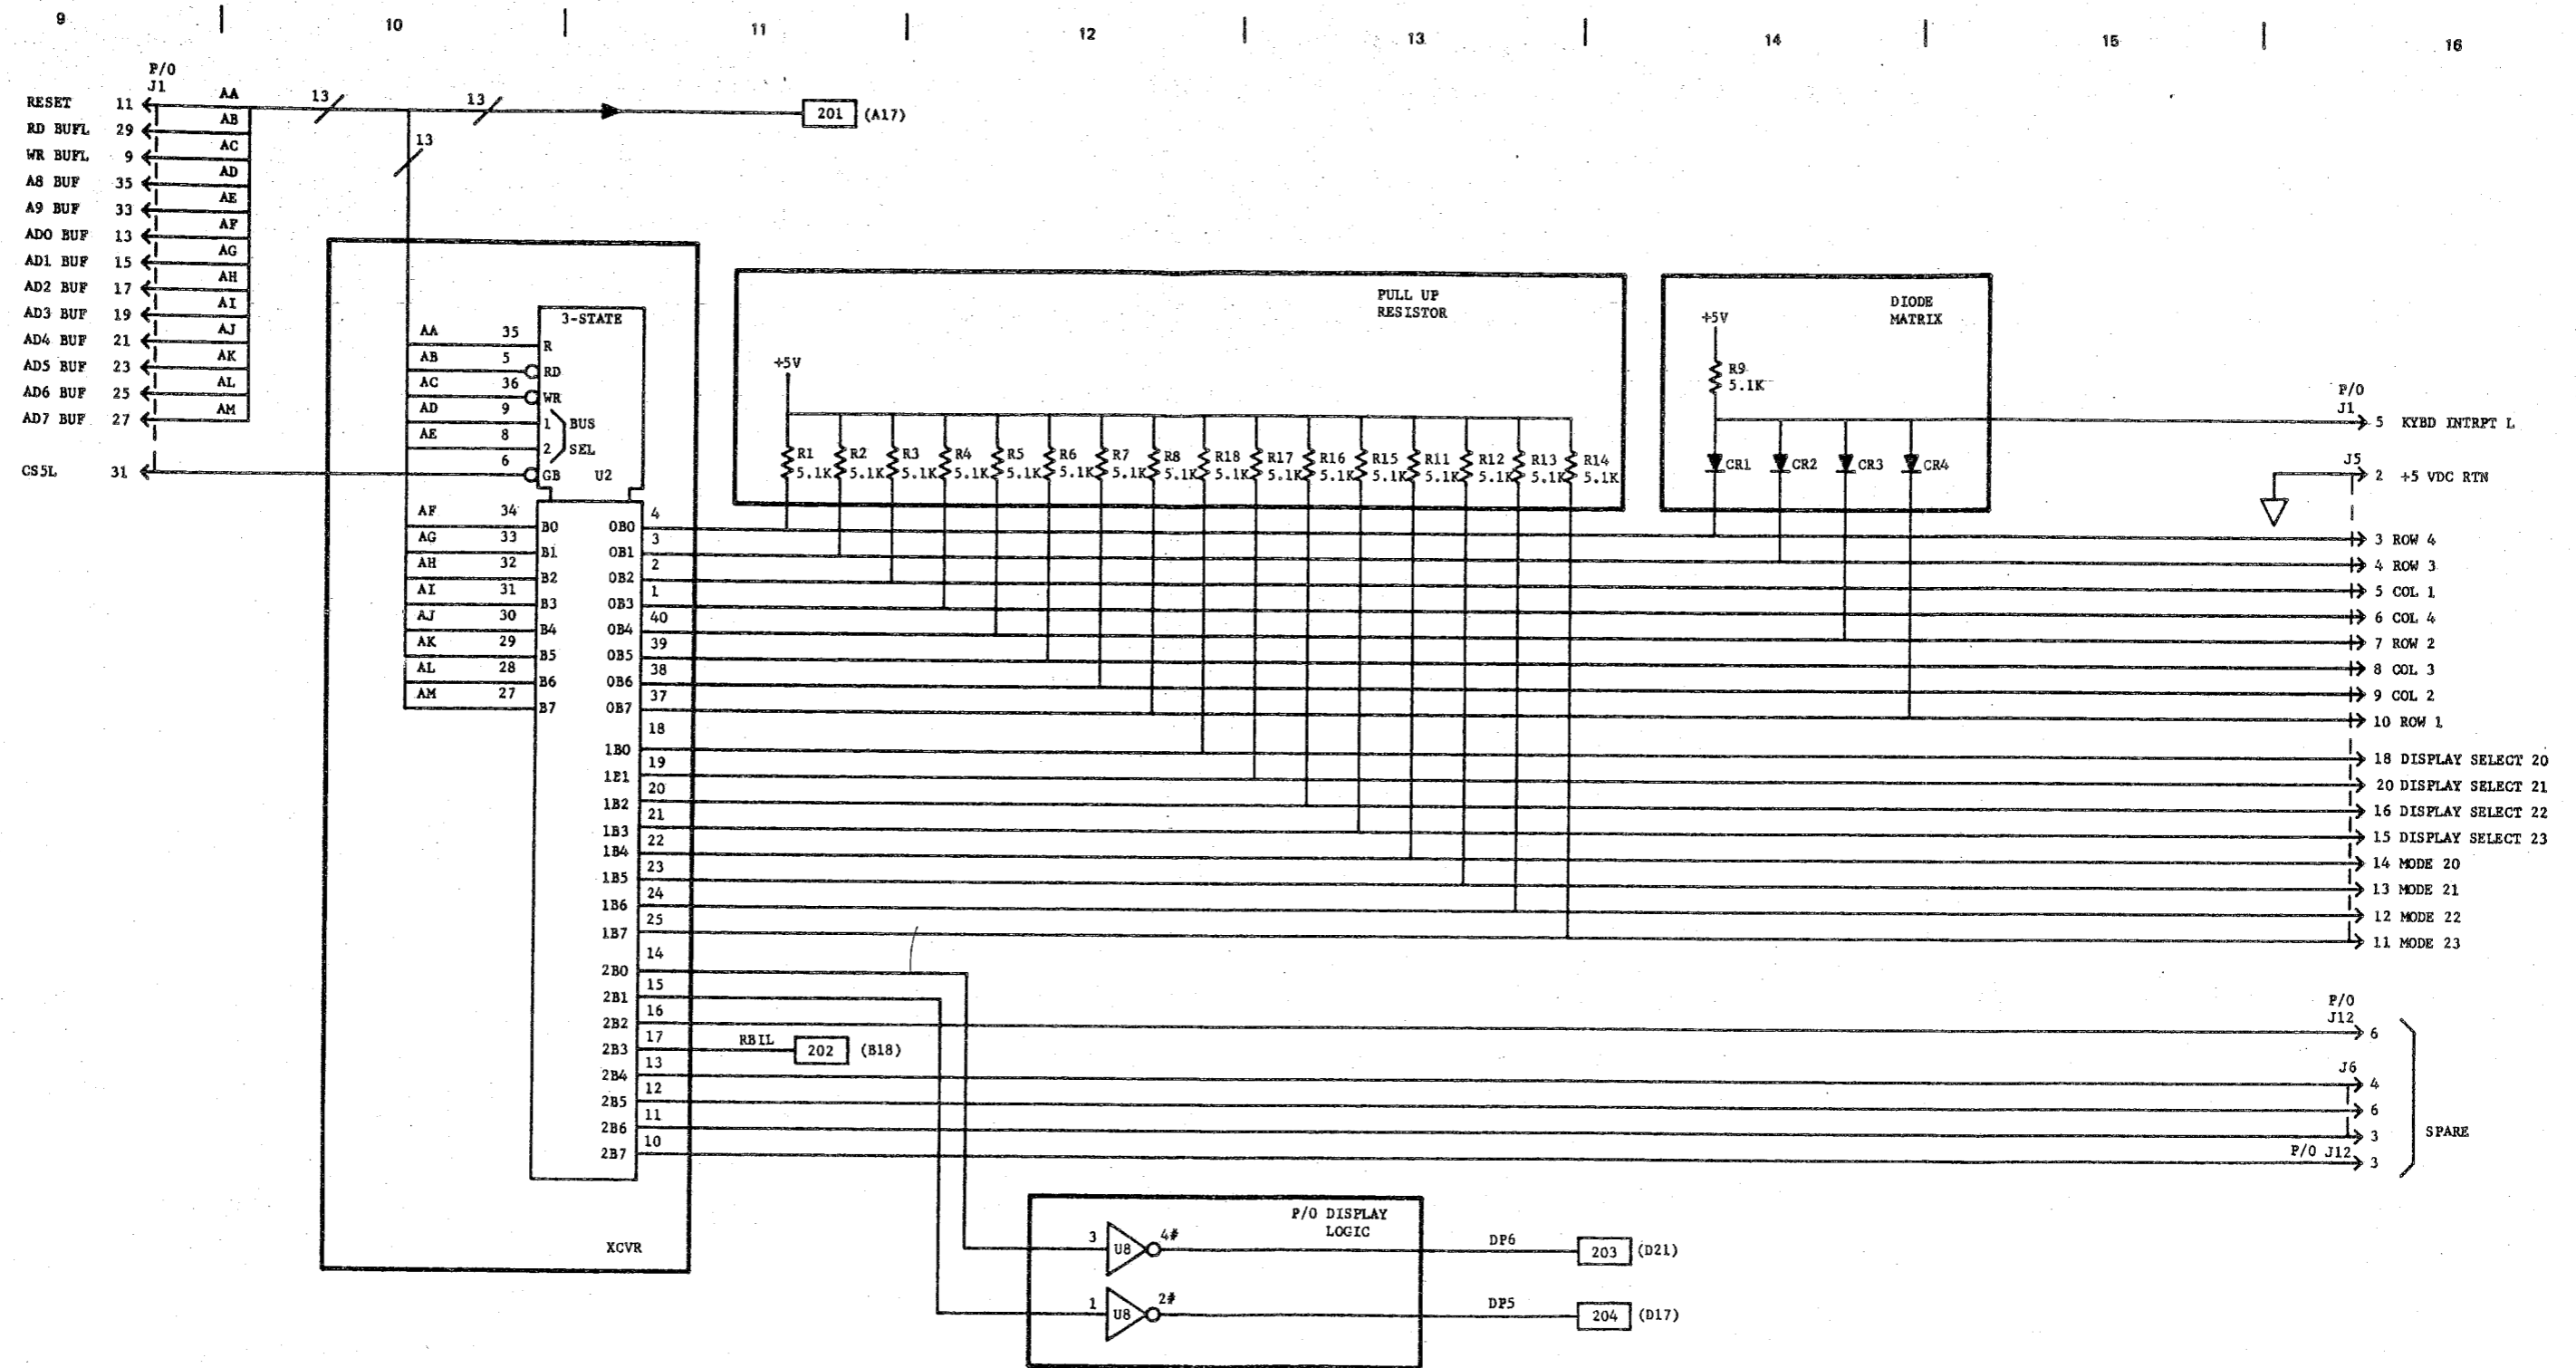 9 10 11 12 13 14 15 16
P/O
J1
RESET 11 AA
RD BUFL 29 AB
WR BUFL 9 AC
A8 BUF 35 AD
A9 BUF 33 AE
AD0 BUF 13 AF
AD1 BUF 15 AG
AD2 BUF 17 AH
AD3 BUF 19 AI
AD4 BUF 21 AJ
AD5 BUF 23 AK
AD6 BUF 25 AL
AD7 BUF 27 AM
CS5L 31
13 13 13
201 (A17)
3-STATE
AA 35 R
AB 5 RD
AC 36 WR
AD 9 1 BUS
AE 8 2 SEL
6 GB U2
AF 34 B0
AG 33 B1
AH 32 B2
AI 31 B3
AJ 30 B4
AK 29 B5
AL 28 B6
AM 27 B7
0B0 4
0B1 3
0B2 2
0B3 1
0B4 40
0B5 39
0B6 38
0B7 37
1B0 18
1B1 19
1B2 20
1B3 21
1B4 22
1B5 23
1B6 24
1B7 25
2B0 14
2B1 15
2B2 16
2B3 17
2B4 13
2B5 12
2B6 11
2B7 10
XCVR
PULL UP
RESISTOR
+5V
R1 R2 R3 R4 R5 R6 R7 R8 R18 R17 R16 R15 R11 R12 R13 R14
5.1K 5.1K 5.1K 5.1K 5.1K 5.1K 5.1K 5.1K 5.1K 5.1K 5.1K 5.1K 5.1K 5.1K 5.1K 5.1K
DIODE
MATRIX
+5V
R9
5.1K
CR1 CR2 CR3 CR4
P/O
J1
5 KYBD INTRPT L
J5
2 +5 VDC RTN
3 ROW 4
4 ROW 3
5 COL 1
6 COL 4
7 ROW 2
8 COL 3
9 COL 2
10 ROW 1
18 DISPLAY SELECT 20
20 DISPLAY SELECT 21
16 DISPLAY SELECT 22
15 DISPLAY SELECT 23
14 MODE 20
13 MODE 21
12 MODE 22
11 MODE 23
RBIL 202 (B18)
P/O
J12
6
J6
4
6
3
P/O J12 3
SPARE
P/O DISPLAY
LOGIC
3 U8 4# DP6 203 (D21)
1 U8 2# DP5 204 (D17)